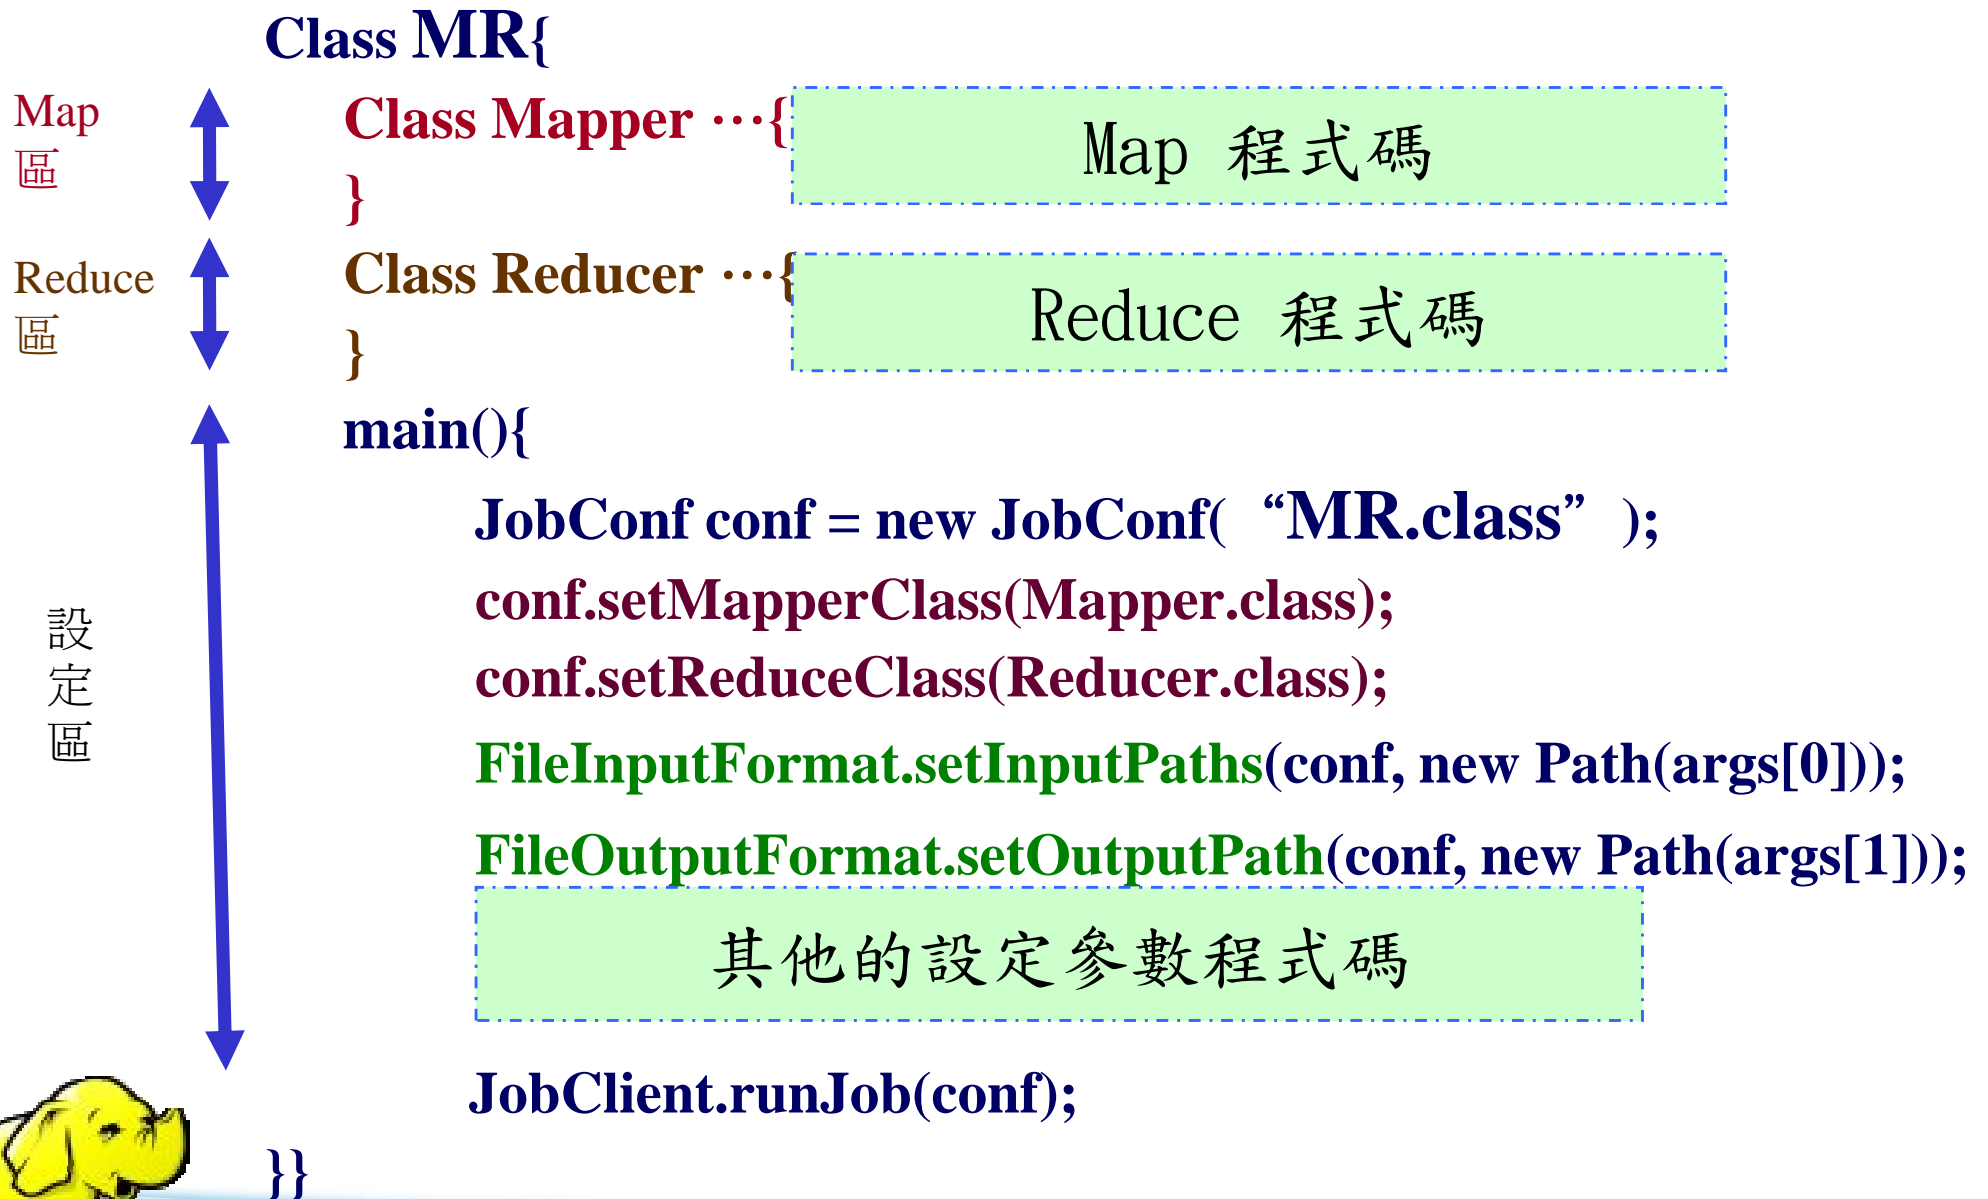 Class MR{
Map
區
Class Mapper ⋯{
Map 程式碼
}
Reduce
區
Class Reducer ⋯{
Reduce 程式碼
}
設
定
區
main(){
JobConf conf = new JobConf( “MR.class” );
conf.setMapperClass(Mapper.class);
conf.setReduceClass(Reducer.class);
FileInputFormat.setInputPaths(conf, new Path(args[0]));
FileOutputFormat.setOutputPath(conf, new Path(args[1]));
其他的設定參數程式碼
JobClient.runJob(conf);
}}